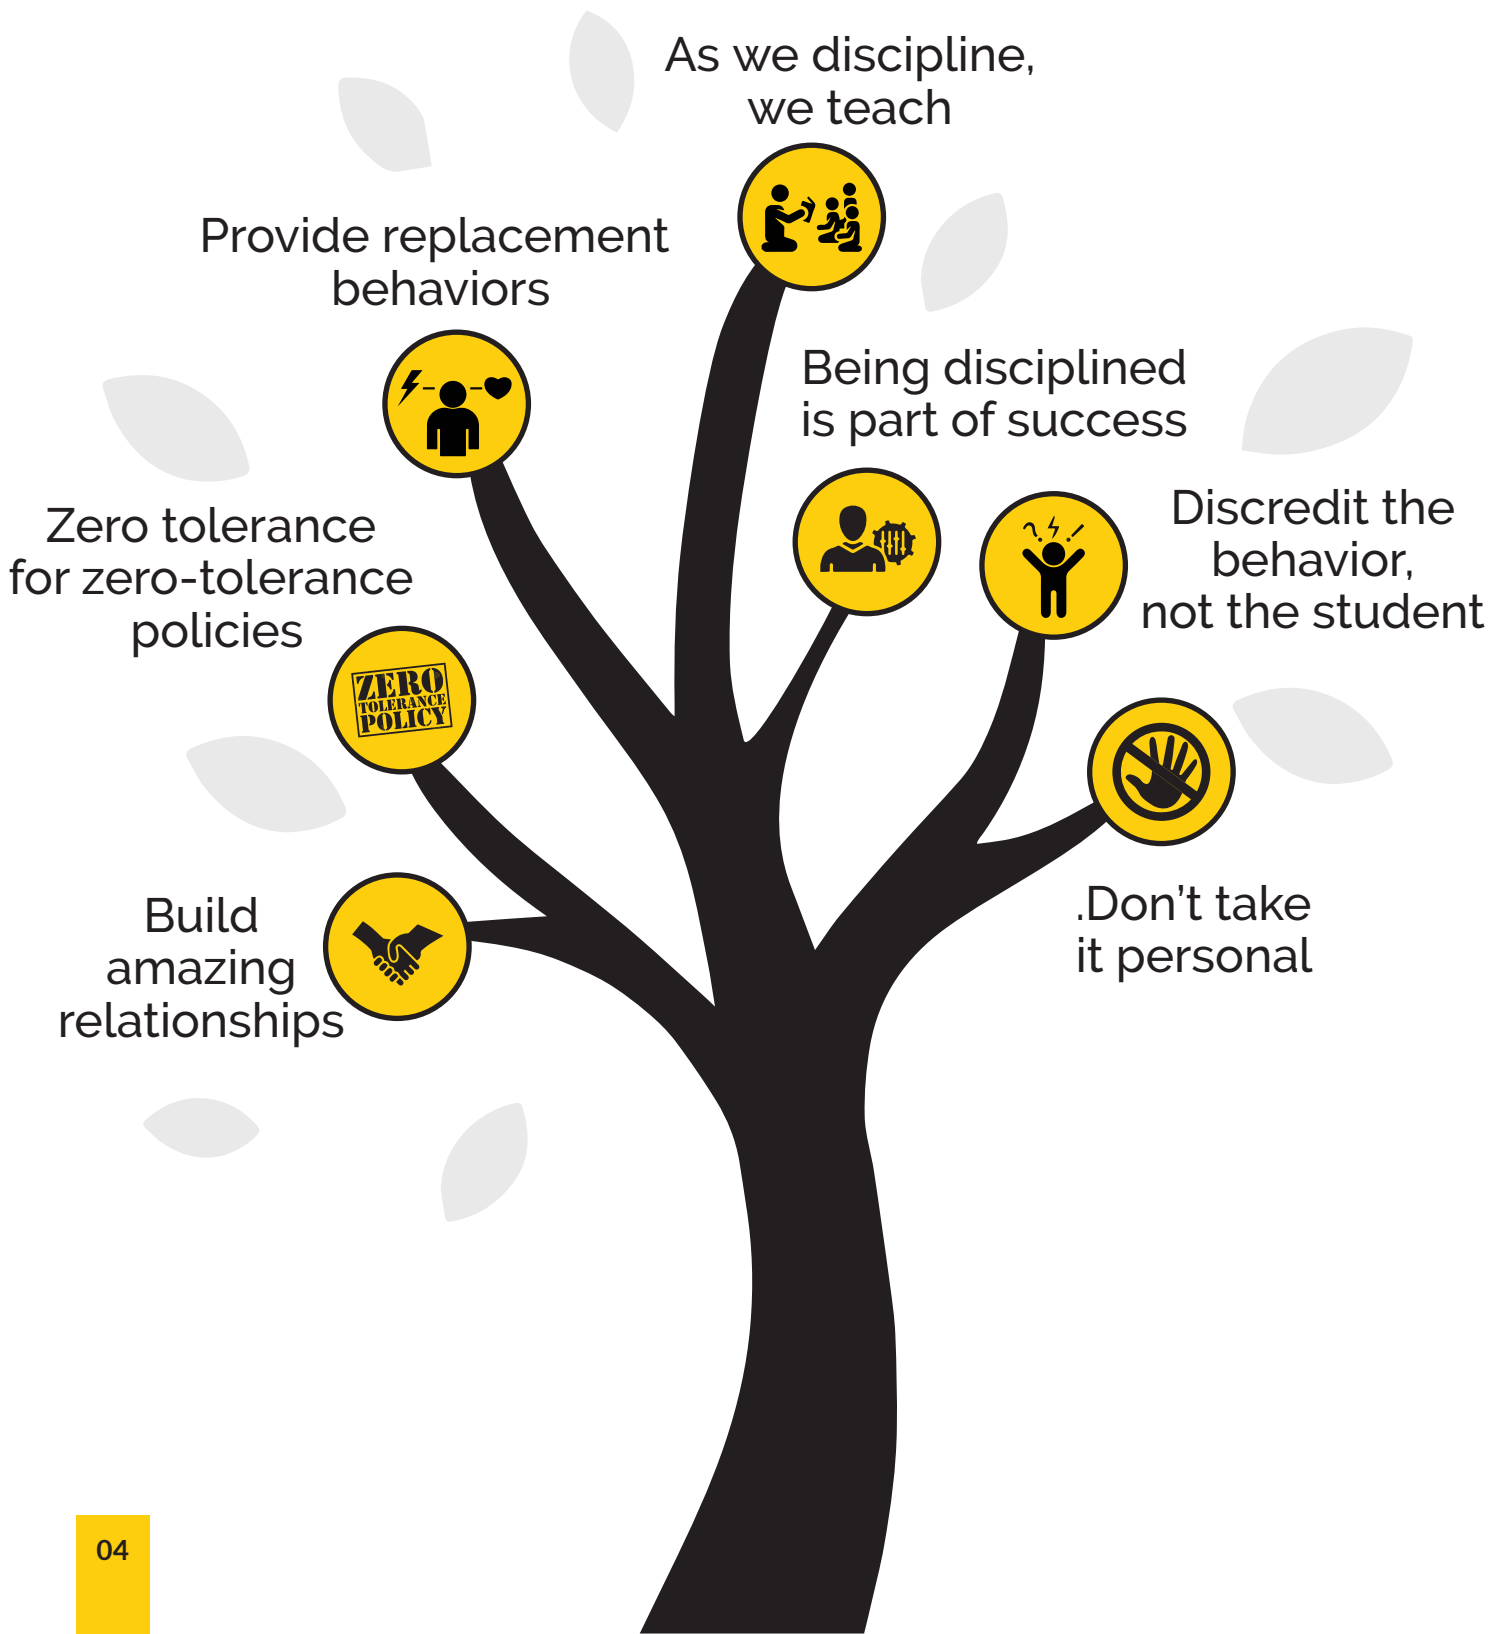 As we discipline,
we teach
Provide replacement
behaviors
Being disciplined
is part of success
Discredit the
behavior,
not the student
Zero tolerance
for zero-tolerance
policies
ZERO
TOLERANCE
POLICY
.Don’t take
it personal
Build
amazing
relationships
04